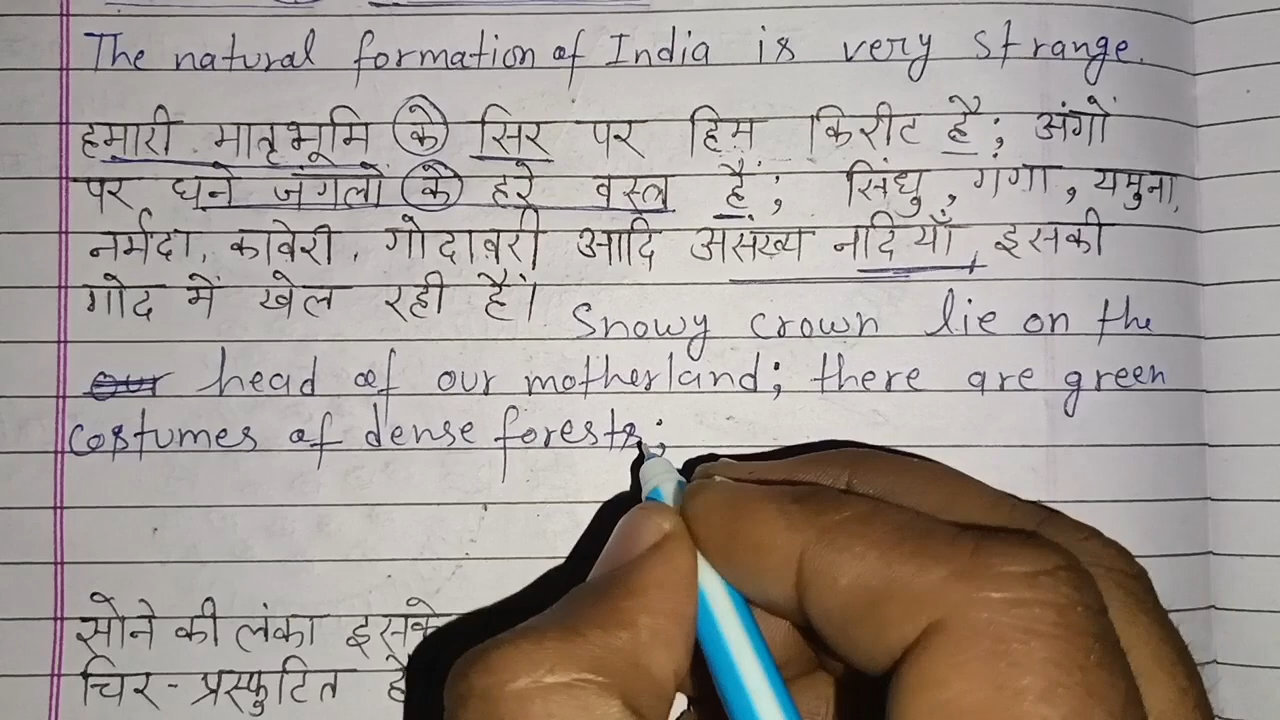 The natural formation of India is very strange.
हमारी मातृभूमि के सिर पर हिम किरीट है; अंगों
पर घने जंगलों के हरे वस्त्र हैं; सिंधु, गंगा, यमुना,
नर्मदा, कावेरी, गोदावरी आदि असंख्य नदियाँ, इसकी
गोद में खेल रही हैं। Snowy crown lie on the
our head of our motherland; there are green
costumes of dense forests;
सोने की लंका इसके
चिर-प्रस्फुटित